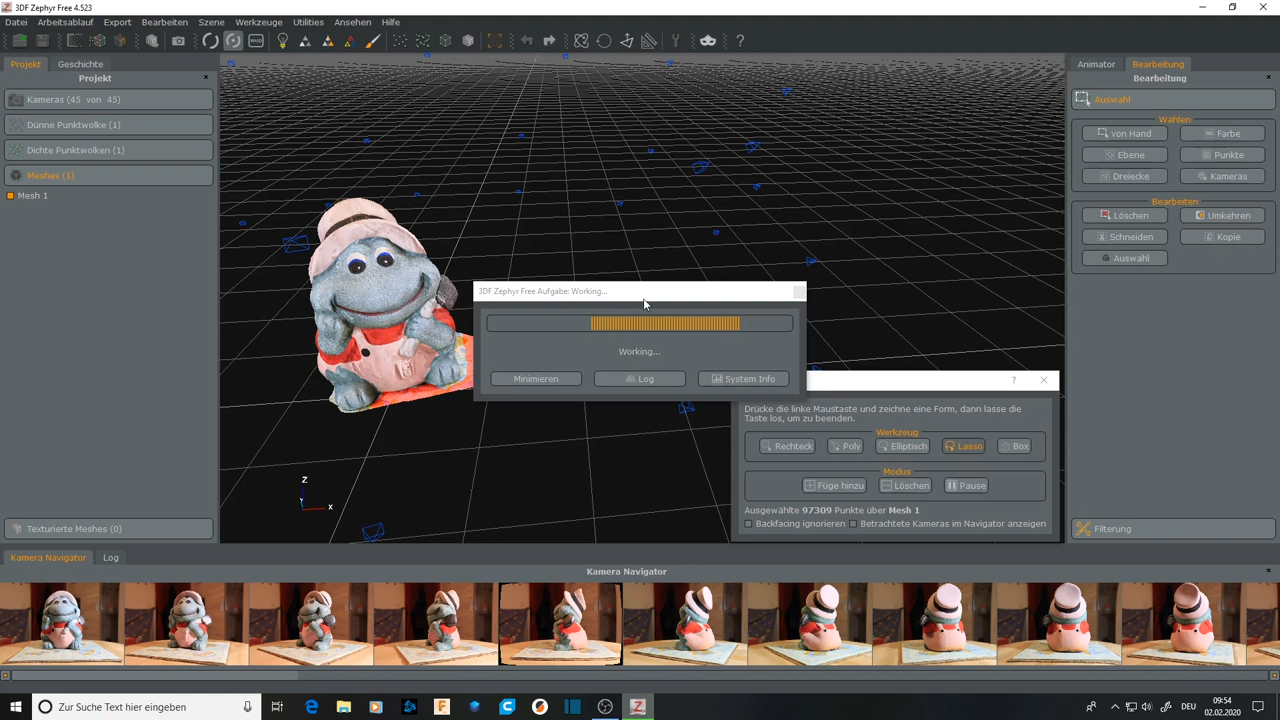 3DF Zephyr Free 4.523
Datei Arbeitsablauf Export Bearbeiten Szene Werkzeuge Utilities Ansehen Hilfe
MASK
?
Projekt Geschichte
Projekt
Kameras (45 von 45)
Dünne Punktwolke (1)
Dichte Punktwolken (1)
Meshes (1)
Mesh 1
Texturierte Meshes (0)
Z
Y
X
3DF Zephyr Free Aufgabe: Working...
Working...
Minimieren Log System Info
?
Drücke die linke Maustaste und zeichne eine Form, dann lasse die
Taste los, um zu beenden.
Werkzeug
Rechteck Poly Elliptisch Lasso Box
Modus
Füge hinzu Löschen Pause
Ausgewählte 97309 Punkte über Mesh 1
Backfacing ignorieren Betrachtete Kameras im Navigator anzeigen
Animator Bearbeitung
Bearbeitung
Auswahl
Wählen
von Hand Farbe
Ebene Punkte
Dreiecke Kameras
Bearbeiten
Löschen Umkehren
Schneiden Kopie
Auswahl
Filterung
Kamera Navigator Log
Kamera Navigator
Zur Suche Text hier eingeben
DEU
09:54
02.02.2020